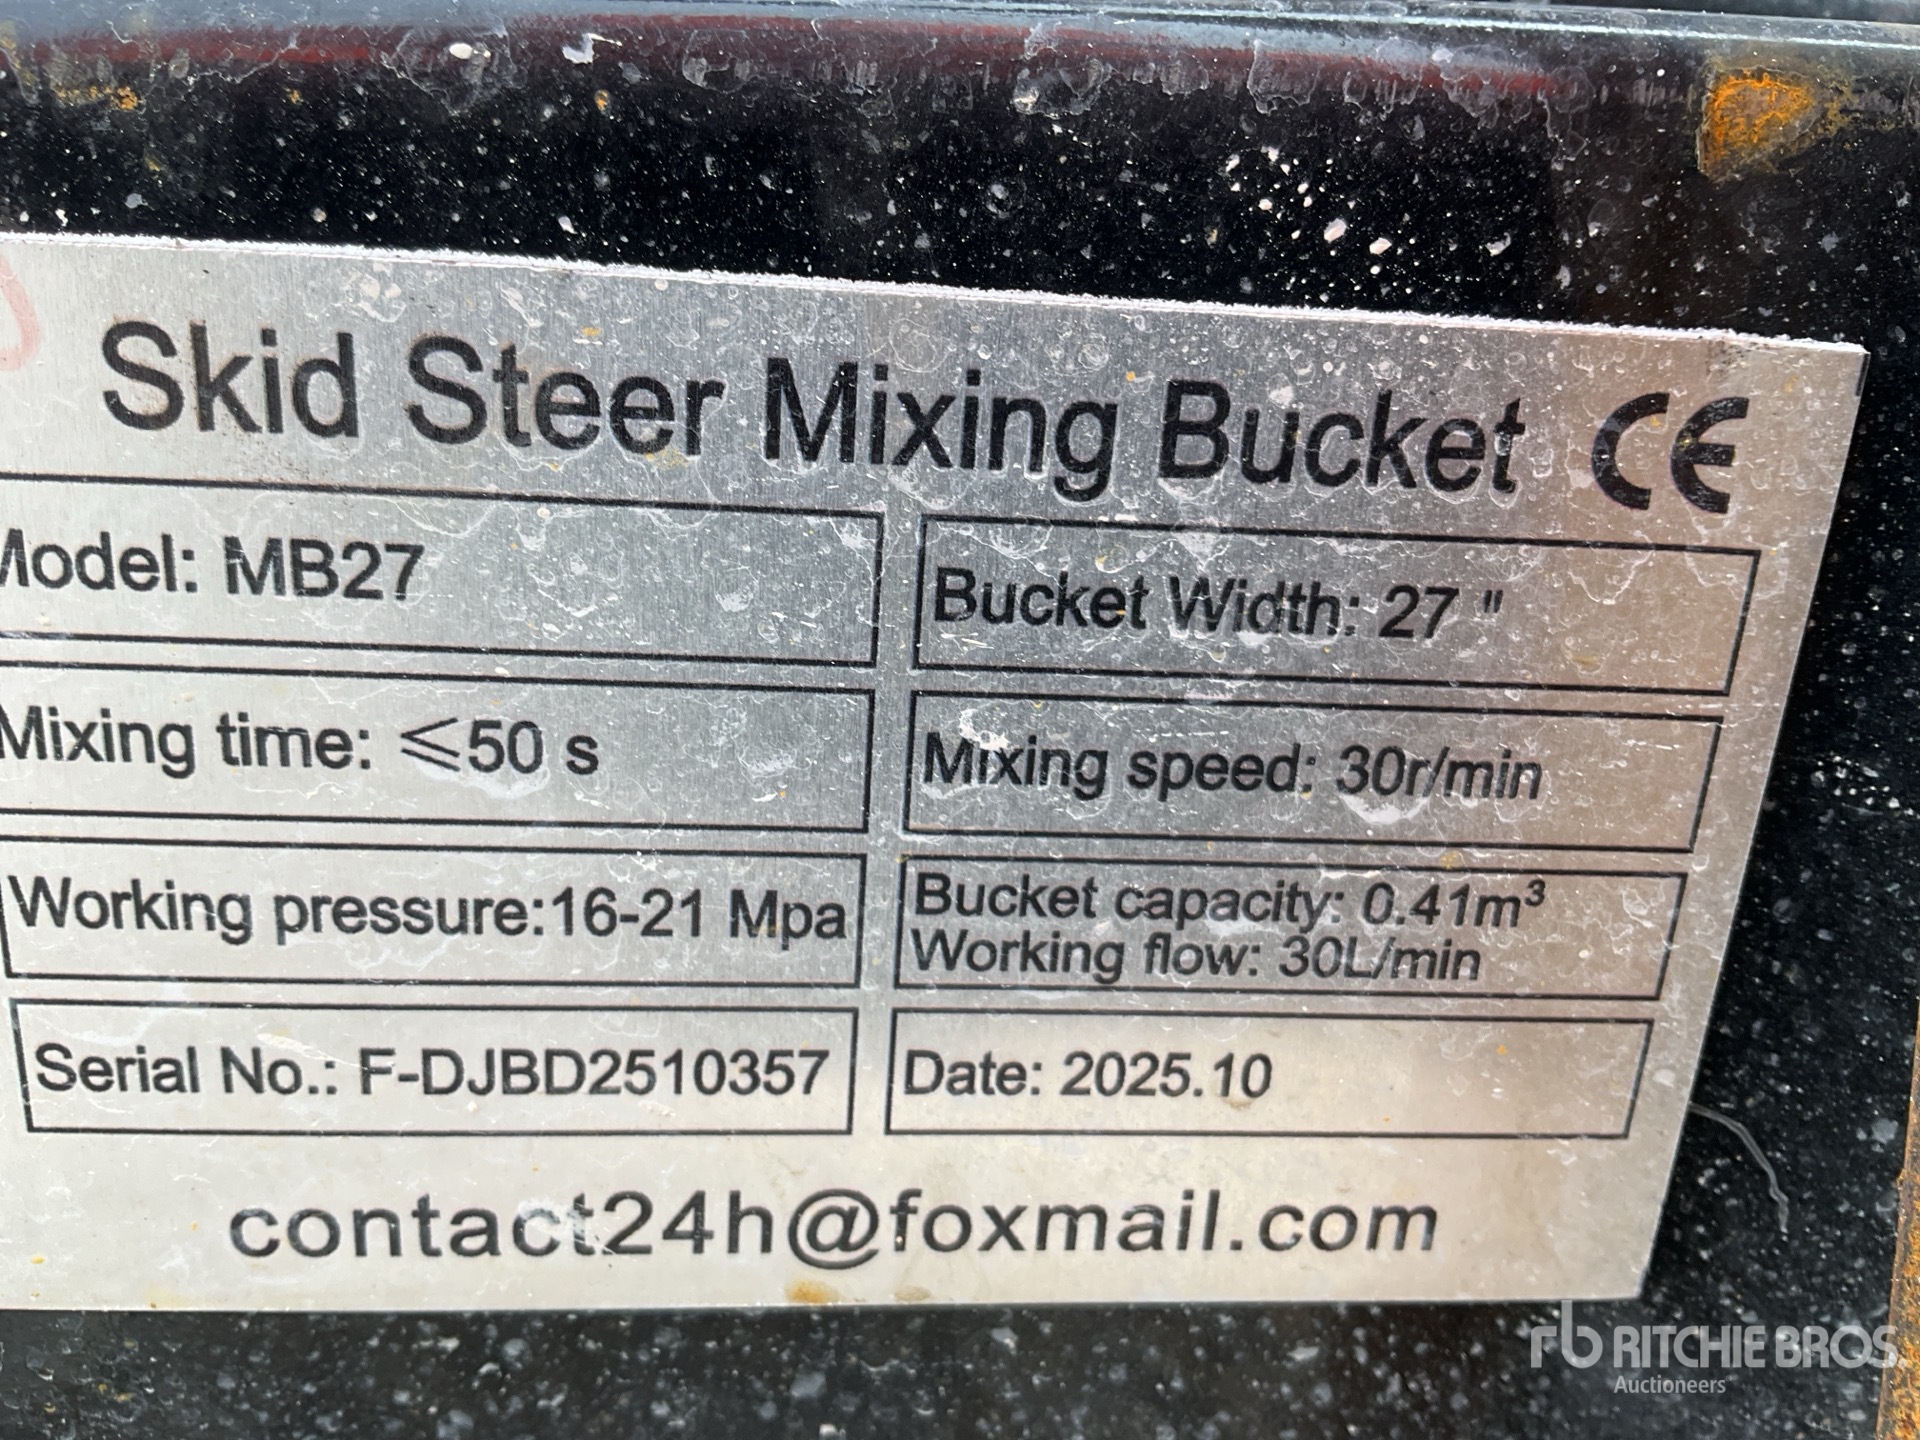 Skid Steer Mixing Bucket CE
Model: MB27
Bucket Width: 27 "
Mixing time: ⩽50 s
Mixing speed: 30r/min
Working pressure:16-21 Mpa
Bucket capacity: 0.41m³
Working flow: 30L/min
Serial No.: F-DJBD2510357
Date: 2025.10
contact24h@foxmail.com
rb RITCHIE BROS.
Auctioneers